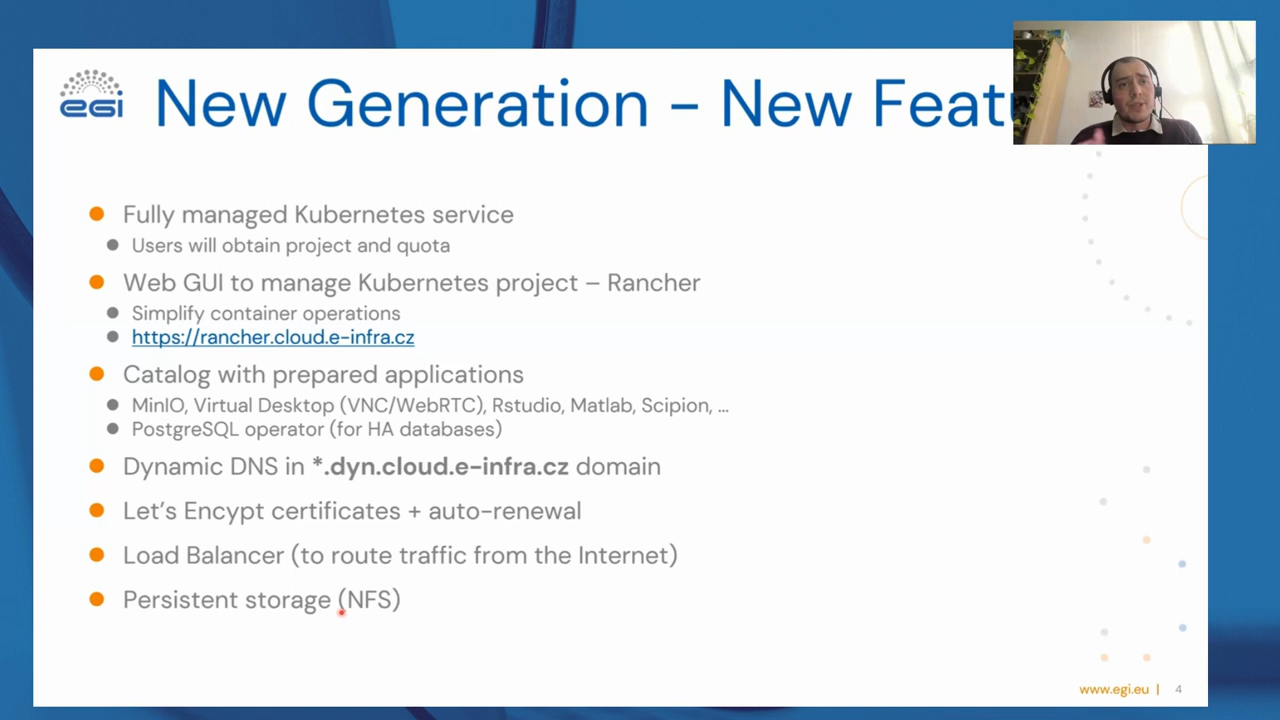 egi
New Generation - New Feat
Fully managed Kubernetes service
Users will obtain project and quota
Web GUI to manage Kubernetes project – Rancher
Simplify container operations
https://rancher.cloud.e-infra.cz
Catalog with prepared applications
MinIO, Virtual Desktop (VNC/WebRTC), Rstudio, Matlab, Scipion, ...
PostgreSQL operator (for HA databases)
Dynamic DNS in *.dyn.cloud.e-infra.cz domain
Let's Encypt certificates + auto-renewal
Load Balancer (to route traffic from the Internet)
Persistent storage (NFS)
www.egi.eu | 4